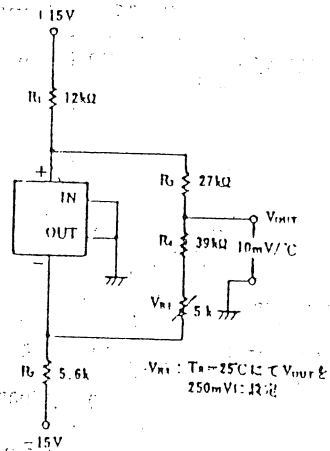 +15V
R₁ 12kΩ
+
IN
OUT
−
R₃ 27kΩ
VOUT
R₄ 39kΩ 10mV/℃
VR1 5k
R₂ 5.6k
−15V
VR1 : Ta=25℃にてVOUTを
250mVに設定